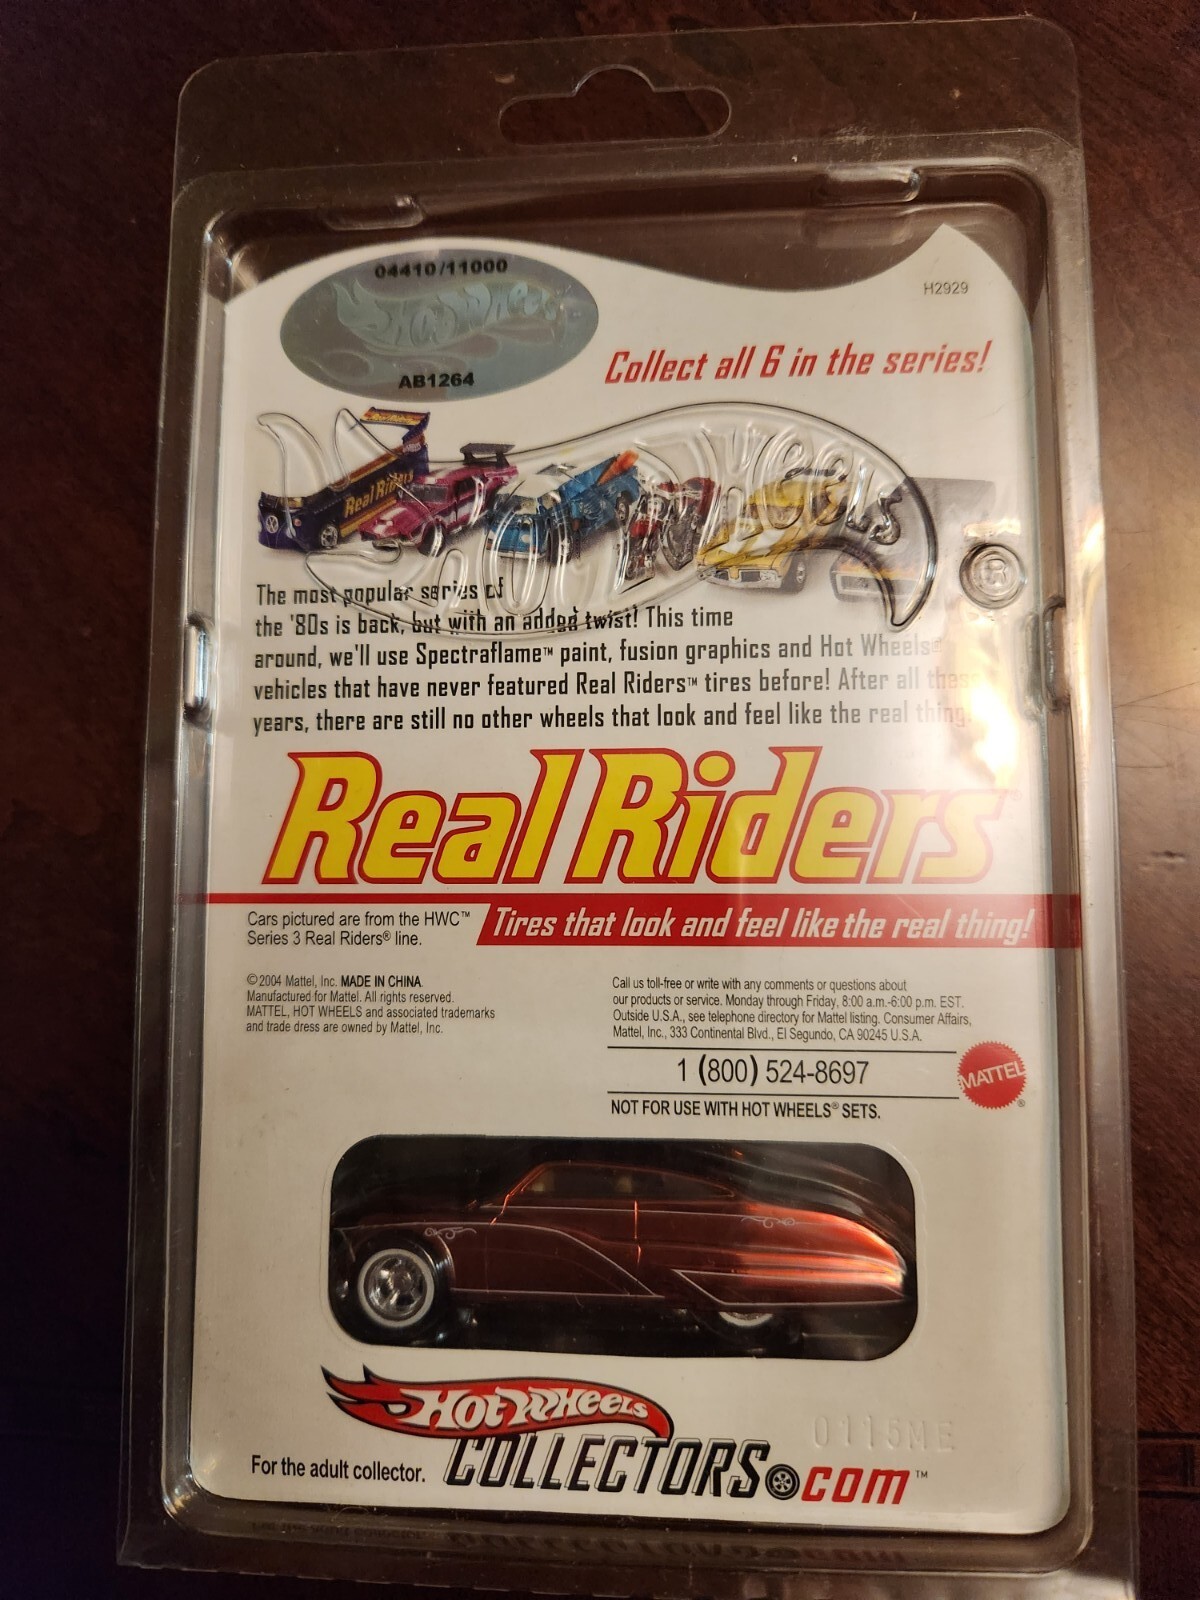 04410/11000
Hot Wheels
AB1264
H2929
Collect all 6 in the series!
Real Riders
Real Riders
HOT WHEELS
®
The most popular series of
the '80s is back, but with an added twist! This time
around, we'll use Spectraflame™ paint, fusion graphics and Hot Wheels®
vehicles that have never featured Real Riders™ tires before! After all these
years, there are still no other wheels that look and feel like the real thing.
Real Riders
Cars pictured are from the HWC™
Series 3 Real Riders® line.
Tires that look and feel like the real thing!
© 2004 Mattel, Inc. MADE IN CHINA.
Manufactured for Mattel. All rights reserved.
MATTEL, HOT WHEELS and associated trademarks
and trade dress are owned by Mattel, Inc.
Call us toll-free or write with any comments or questions about
our products or service. Monday through Friday, 8:00 a.m.-6:00 p.m. EST.
Outside U.S.A., see telephone directory for Mattel listing. Consumer Affairs,
Mattel, Inc., 333 Continental Blvd., El Segundo, CA 90245 U.S.A.
1 (800) 524-8697
MATTEL®
NOT FOR USE WITH HOT WHEELS® SETS.
Hot Wheels
COLLECTORS.com™
0115ME
For the adult collector.